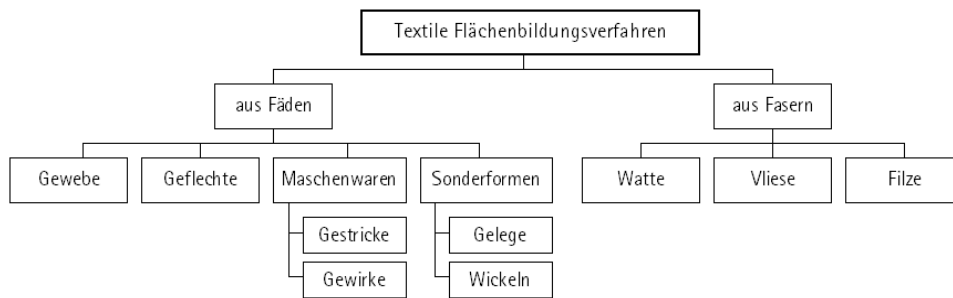 Textile Flächenbildungsverfahren
aus Fäden
aus Fasern
Gewebe
Geflechte
Maschenwaren
Sonderformen
Watte
Vliese
Filze
Gestricke
Gelege
Gewirke
Wickeln